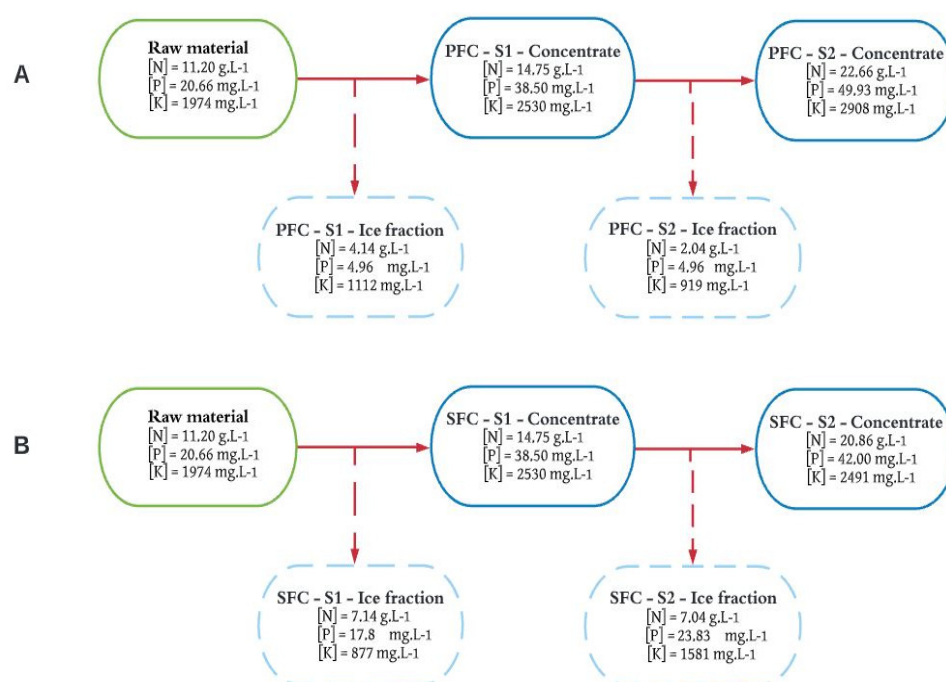 A
Raw material
[N] = 11.20 g.L-1
[P] = 20.66 mg.L-1
[K] = 1974 mg.L-1
PFC - S1 - Concentrate
[N] = 14.75 g.L-1
[P] = 38.50 mg.L-1
[K] = 2530 mg.L-1
PFC - S2 - Concentrate
[N] = 22.66 g.L-1
[P] = 49.93 mg.L-1
[K] = 2908 mg.L-1
PFC - S1 - Ice fraction
[N] = 4.14 g.L-1
[P] = 4.96 mg.L-1
[K] = 1112 mg.L-1
PFC - S2 - Ice fraction
[N] = 2.04 g.L-1
[P] = 4.96 mg.L-1
[K] = 919 mg.L-1
B
Raw material
[N] = 11.20 g.L-1
[P] = 20.66 mg.L-1
[K] = 1974 mg.L-1
SFC - S1 - Concentrate
[N] = 14.75 g.L-1
[P] = 38.50 mg.L-1
[K] = 2530 mg.L-1
SFC - S2 - Concentrate
[N] = 20.86 g.L-1
[P] = 42.00 mg.L-1
[K] = 2491 mg.L-1
SFC - S1 - Ice fraction
[N] = 7.14 g.L-1
[P] = 17.8 mg.L-1
[K] = 877 mg.L-1
SFC - S2 - Ice fraction
[N] = 7.04 g.L-1
[P] = 23.83 mg.L-1
[K] = 1581 mg.L-1